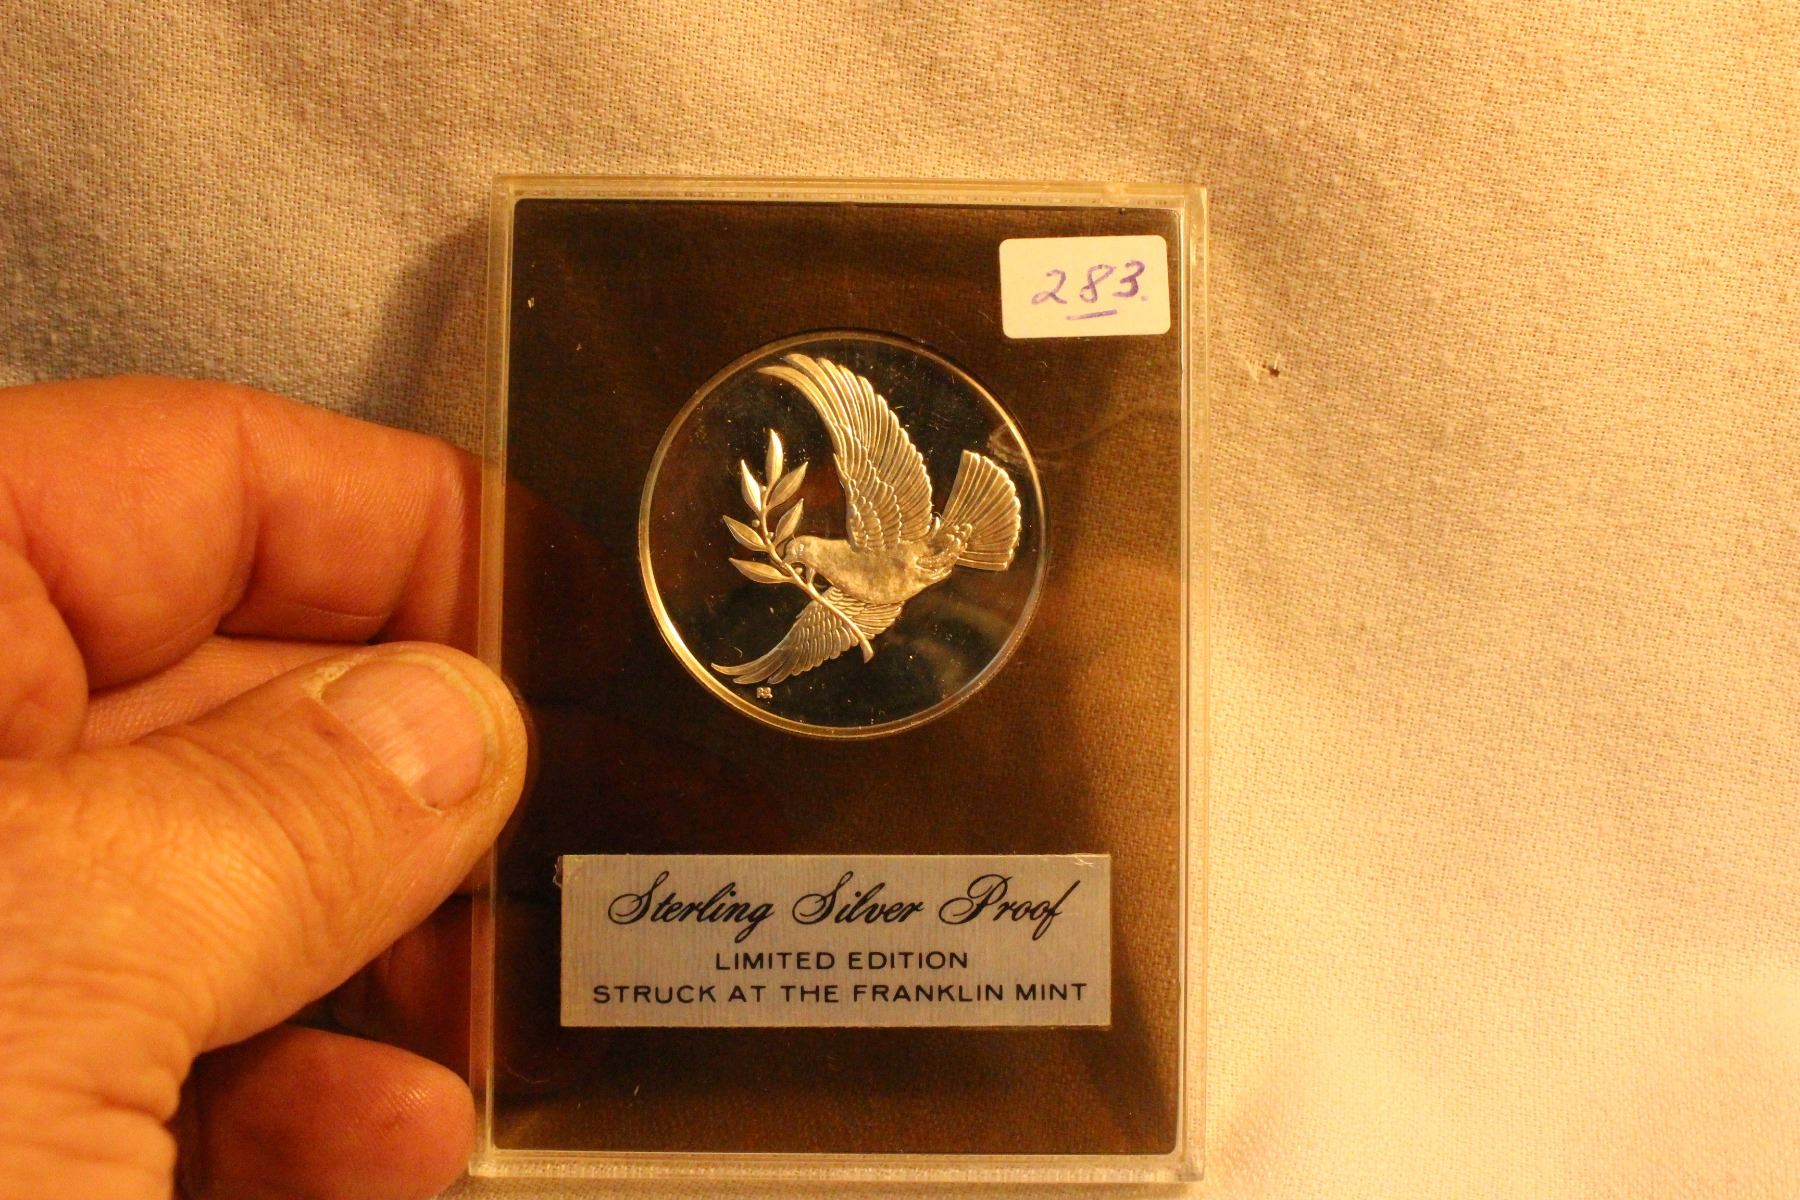 283.
Sterling Silver Proof
LIMITED EDITION
STRUCK AT THE FRANKLIN MINT